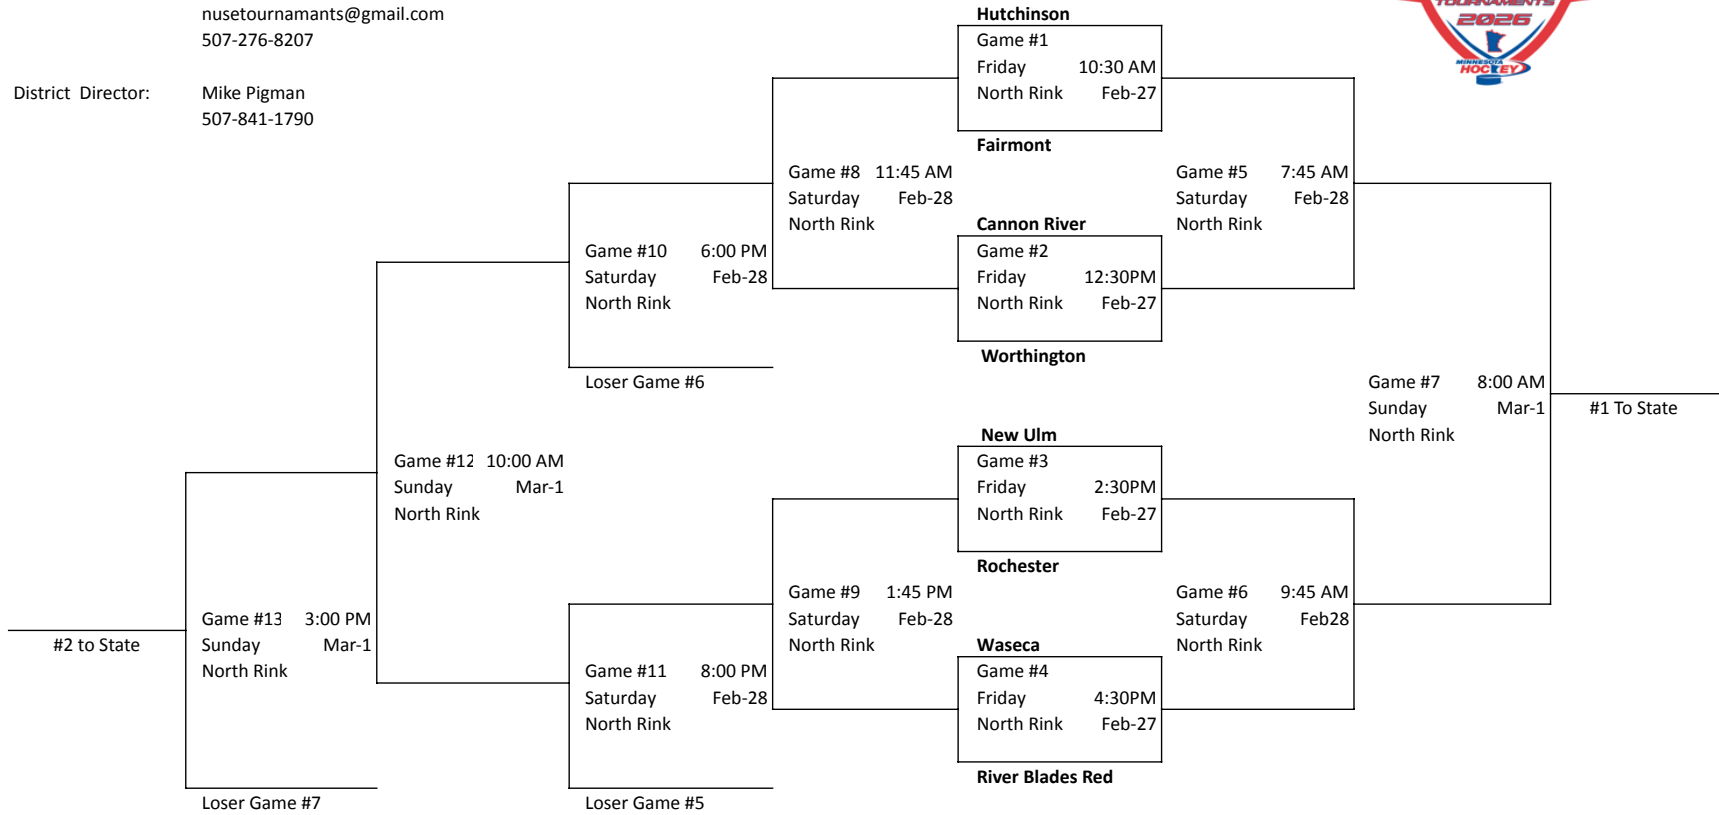 nusetournamants@gmail.com
507-276-8207
District Director: Mike Pigman
507-841-1790
TOURNAMENTS
2026
MINNESOTA
HOCKEY
Hutchinson
Game #1
Friday 10:30 AM
North Rink Feb-27
Fairmont
Game #8 11:45 AM
Saturday Feb-28
North Rink
Game #5 7:45 AM
Saturday Feb-28
North Rink
Cannon River
Game #2
Friday 12:30PM
North Rink Feb-27
Worthington
Game #10 6:00 PM
Saturday Feb-28
North Rink
Loser Game #6
Game #7 8:00 AM
Sunday Mar-1
North Rink
#1 To State
New Ulm
Game #3
Friday 2:30PM
North Rink Feb-27
Rochester
Game #12 10:00 AM
Sunday Mar-1
North Rink
Game #9 1:45 PM
Saturday Feb-28
North Rink
Game #6 9:45 AM
Saturday Feb28
North Rink
Waseca
Game #4
Friday 4:30PM
North Rink Feb-27
River Blades Red
Game #13 3:00 PM
Sunday Mar-1
North Rink
#2 to State
Game #11 8:00 PM
Saturday Feb-28
North Rink
Loser Game #7
Loser Game #5